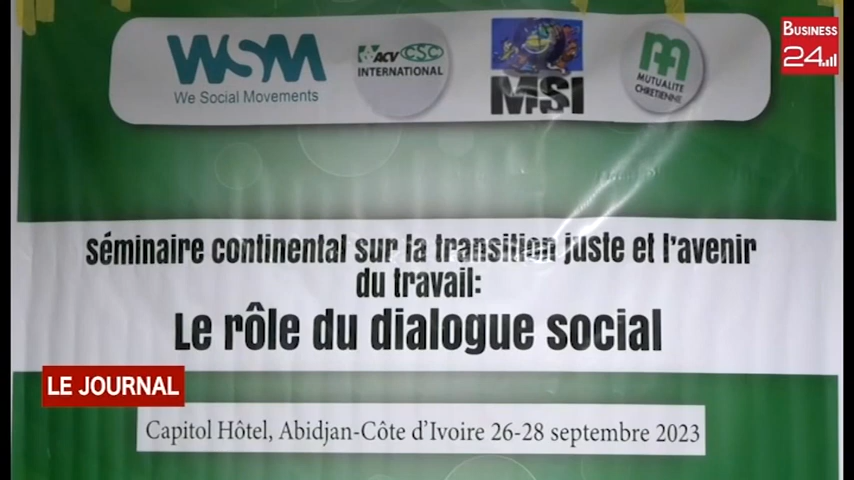 BUSINESS
24
WSM
We Social Movements
ACV CSC
INTERNATIONAL
MFSI
MUTUALITE
CHRETIENNE
séminaire continental sur la transition juste et l'avenir
du travail:
Le rôle du dialogue social
LE JOURNAL
Capitol Hôtel, Abidjan-Côte d'Ivoire 26-28 septembre 2023